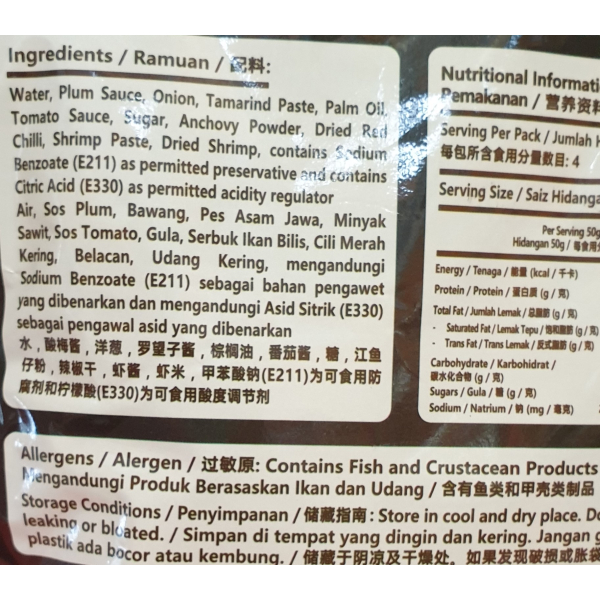 Ingredients / Ramuan / 配料:
Water, Plum Sauce, Onion, Tamarind Paste, Palm Oil,
Tomato Sauce, Sugar, Anchovy Powder, Dried Red
Chilli, Shrimp Paste, Dried Shrimp, contains Sodium
Benzoate (E211) as permitted preservative and contains
Citric Acid (E330) as permitted acidity regulator
Air, Sos Plum, Bawang, Pes Asam Jawa, Minyak
Sawit, Sos Tomato, Gula, Serbuk Ikan Bilis, Cili Merah
Kering, Belacan, Udang Kering, mengandungi
Sodium Benzoate (E211) sebagai bahan pengawet
yang dibenarkan dan mengandungi Asid Sitrik (E330)
sebagai pengawal asid yang dibenarkan
水，酸梅酱，洋葱，罗望子酱，棕榈油，番茄酱，糖，江鱼
仔粉，辣椒干，虾酱，虾米，甲苯酸钠(E211)为可食用防
腐剂和柠檬酸(E330)为可食用酸度调节剂
Nutritional Informati
Pemakanan / 营养资料
Serving Per Pack / Jumlah H
每包所含食用分量数目: 4
Serving Size / Saiz Hidanga
Per Serving 50g
Hidangan 50g / 每食用分
Energy / Tenaga / 能量 (kcal / 千卡)
Protein / Protein / 蛋白质 (g / 克)
Total Fat / Jumlah Lemak / 总脂肪 (g / 克)
- Saturated Fat / Lemak Tepu / 饱和脂肪 (g / 克)
- Trans Fat / Trans Lemak / 反式脂肪 (g / 克)
Carbohydrate / Karbohidrat /
碳水化合物 (g / 克)
Sugars / Gula / 糖 (g / 克)
Sodium / Natrium / 钠 (mg / 毫克)
Allergens / Alergen / 过敏原: Contains Fish and Crustacean Products
Mengandungi Produk Berasaskan Ikan dan Udang / 含有鱼类和甲壳类制品
Storage Conditions / Penyimpanan / 储藏指南: Store in cool and dry place. Do
leaking or bloated. / Simpan di tempat yang dingin dan kering. Jangan g
plastik ada bocor atau kembung. / 储藏于阴凉及干燥处。如果发现破损或胀袋